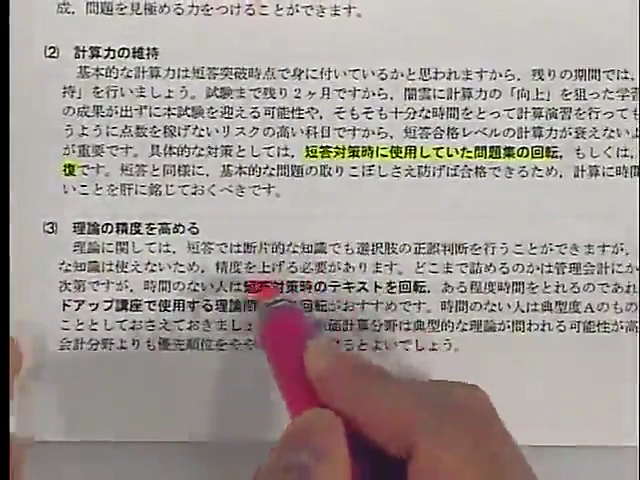 成，問題を見極める力をつけることができます。
(2) 計算力の維持
基本的な計算力は短答突破時点で身に付いているかと思われますから，残りの期間では，
持」を行いましょう。試験まで残り２ヶ月ですから，闇雲に計算力の「向上」を狙った学習
の成果が出ずに本試験を迎える可能性や，そもそも十分な時間をとって計算演習を行っても
うように点数を稼げないリスクの高い科目ですから，短答合格レベルの計算力が衰えないよ
が重要です。具体的な対策としては，短答対策時に使用していた問題集の回転，もしくは，
復です。短答と同様に，基本的な問題の取りこぼしさえ防げば合格できるため，計算に時間
いことを肝に銘じておくべきです。
(3) 理論の精度を高める
理論に関しては，短答では断片的な知識でも選択肢の正誤判断を行うことができますが，
な知識は使えないため，精度を上げる必要があります。どこまで詰めるのかは管理会計にか
次第ですが，時間のない人は短答対策時のテキストを回転，ある程度時間をとれるのであれ
ドアップ講座で使用する理論 回転がおすすめです。時間のない人は典型度Ａのもの
こととしておさえておきまし 計算分野は典型的な理論が問われる可能性が高
会計分野よりも優先順位をや るとよいでしょう。